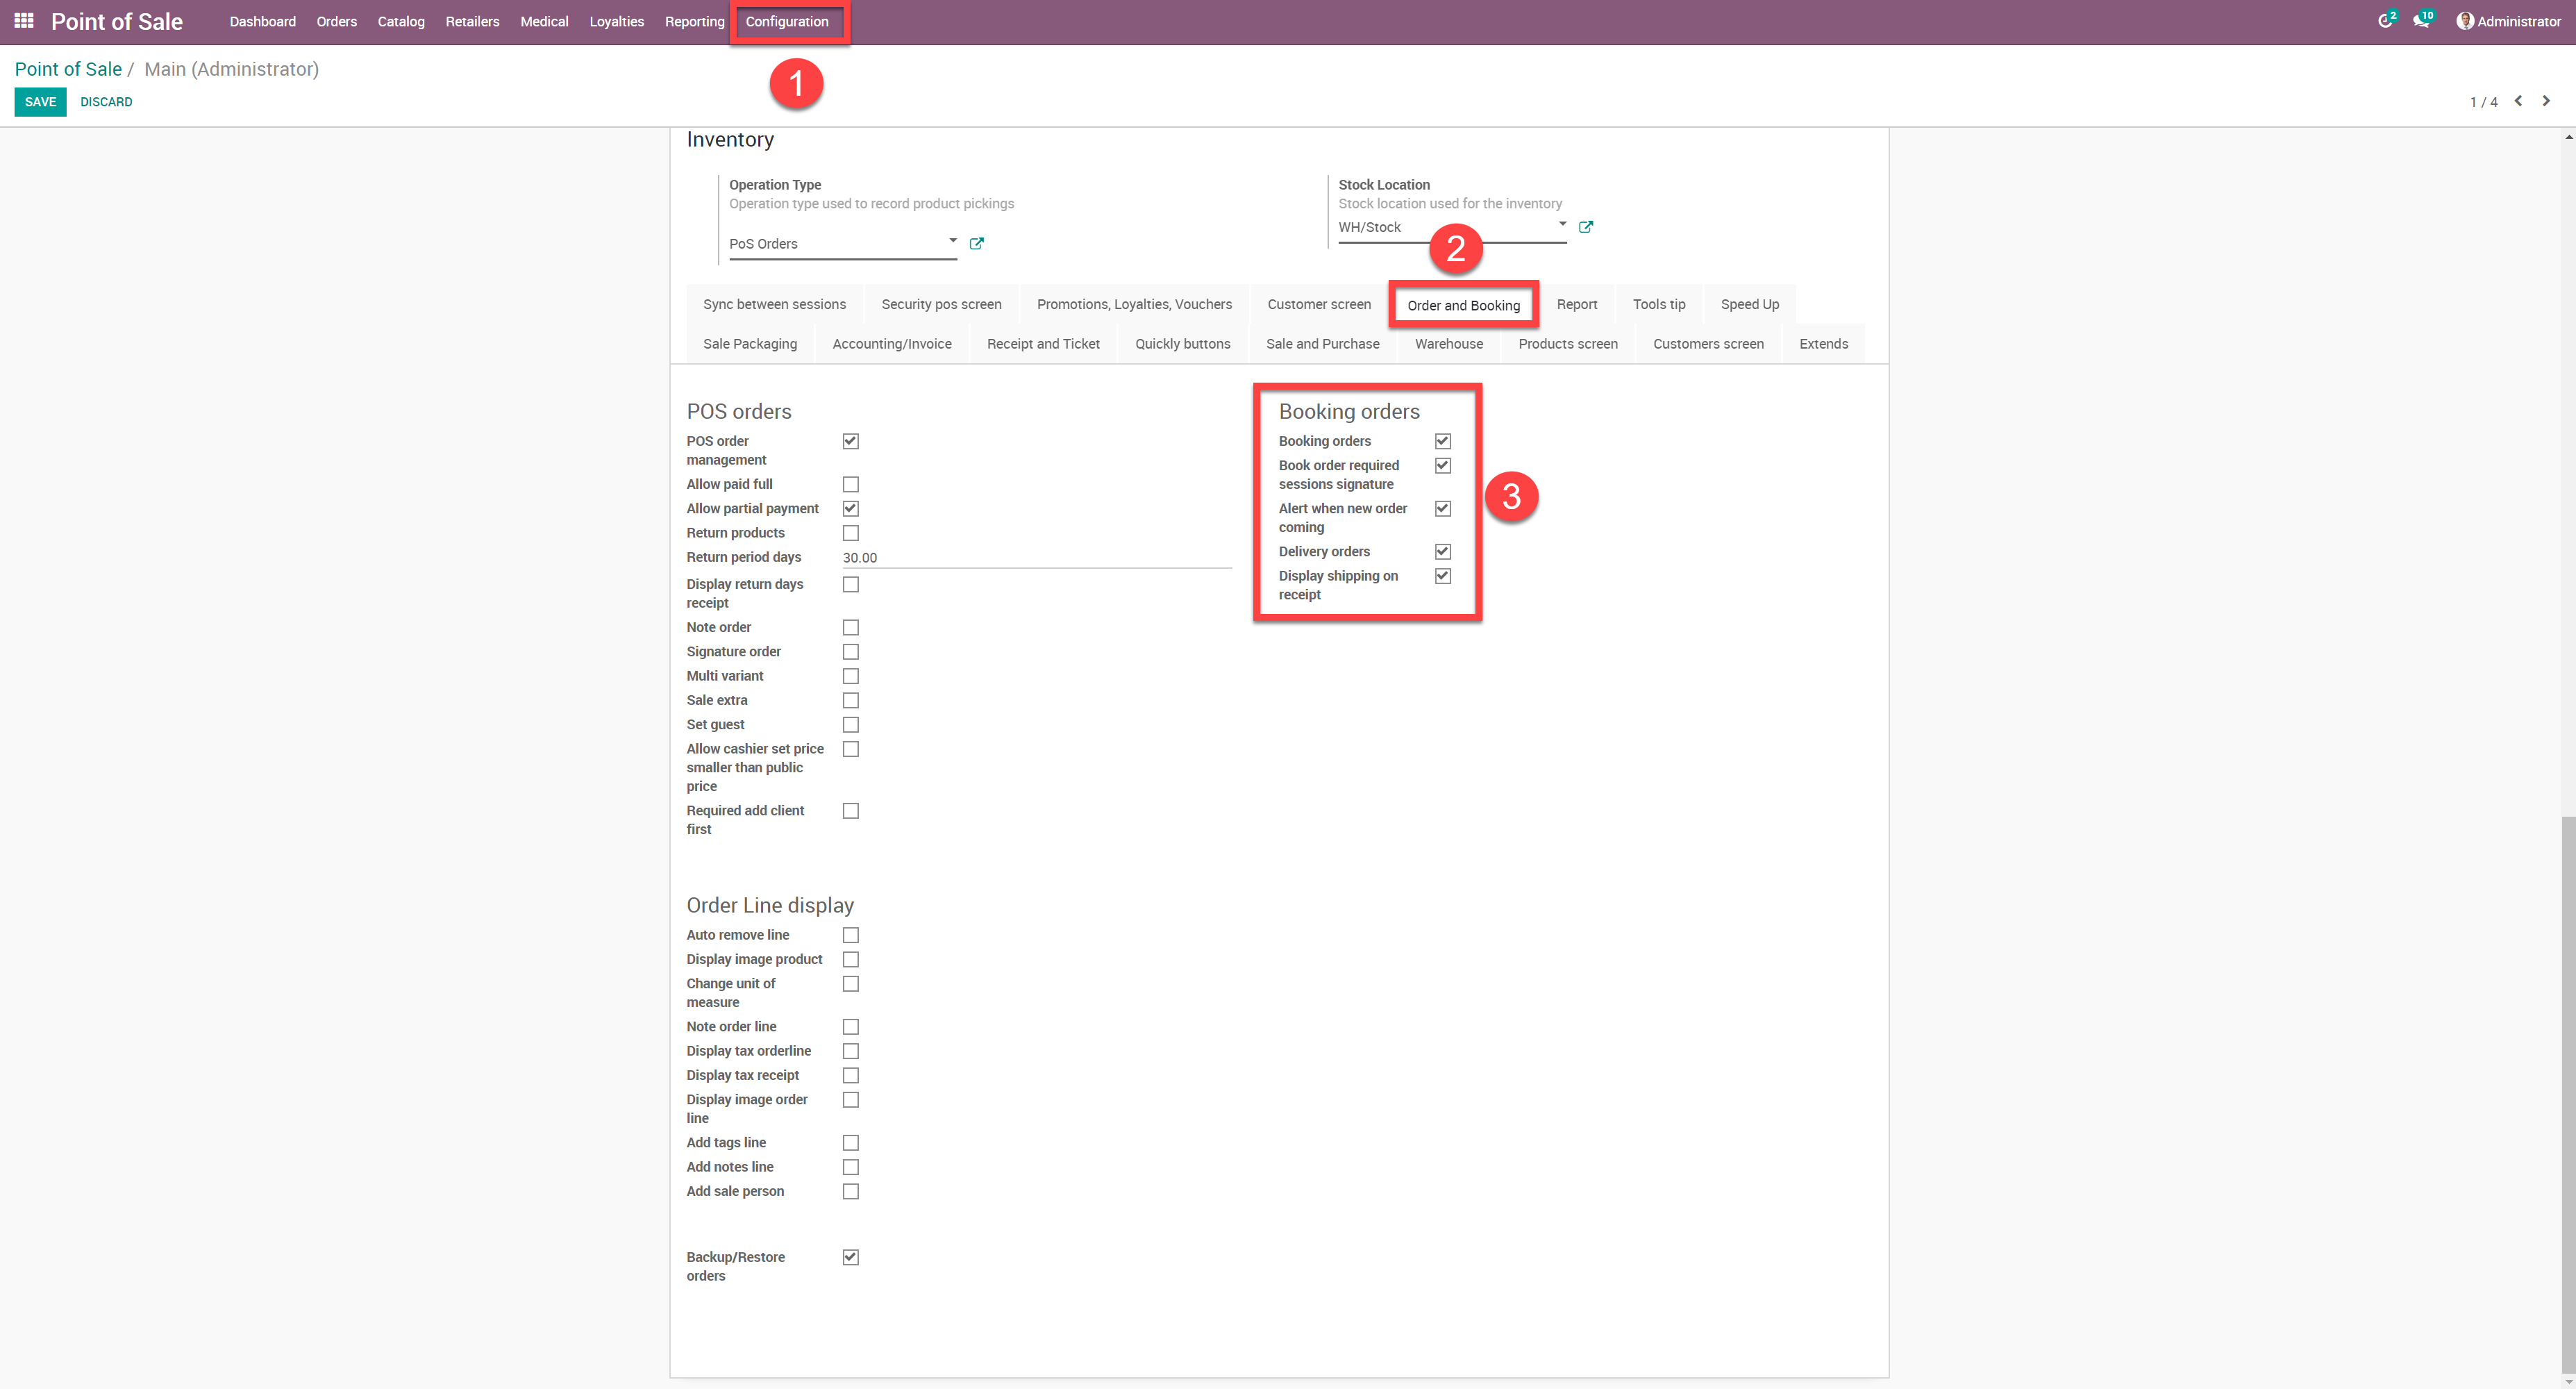 Point of Sale Dashboard Orders Catalog Retailers Medical Loyalties Reporting Configuration 2 10 Administrator
1
Point of Sale / Main (Administrator)
SAVE DISCARD 1 / 4
Inventory
Operation Type
Operation type used to record product pickings
PoS Orders
Stock Location
Stock location used for the inventory
WH/Stock
2
Sync between sessions Security pos screen Promotions, Loyalties, Vouchers Customer screen Order and Booking Report Tools tip Speed Up
Sale Packaging Accounting/Invoice Receipt and Ticket Quickly buttons Sale and Purchase Warehouse Products screen Customers screen Extends
POS orders
POS order
management
Allow paid full
Allow partial payment
Return products
Return period days 30.00
Display return days
receipt
Note order
Signature order
Multi variant
Sale extra
Set guest
Allow cashier set price
smaller than public
price
Required add client
first
Booking orders
Booking orders
Book order required
sessions signature
Alert when new order
coming
Delivery orders
Display shipping on
receipt
3
Order Line display
Auto remove line
Display image product
Change unit of
measure
Note order line
Display tax orderline
Display tax receipt
Display image order
line
Add tags line
Add notes line
Add sale person
Backup/Restore
orders